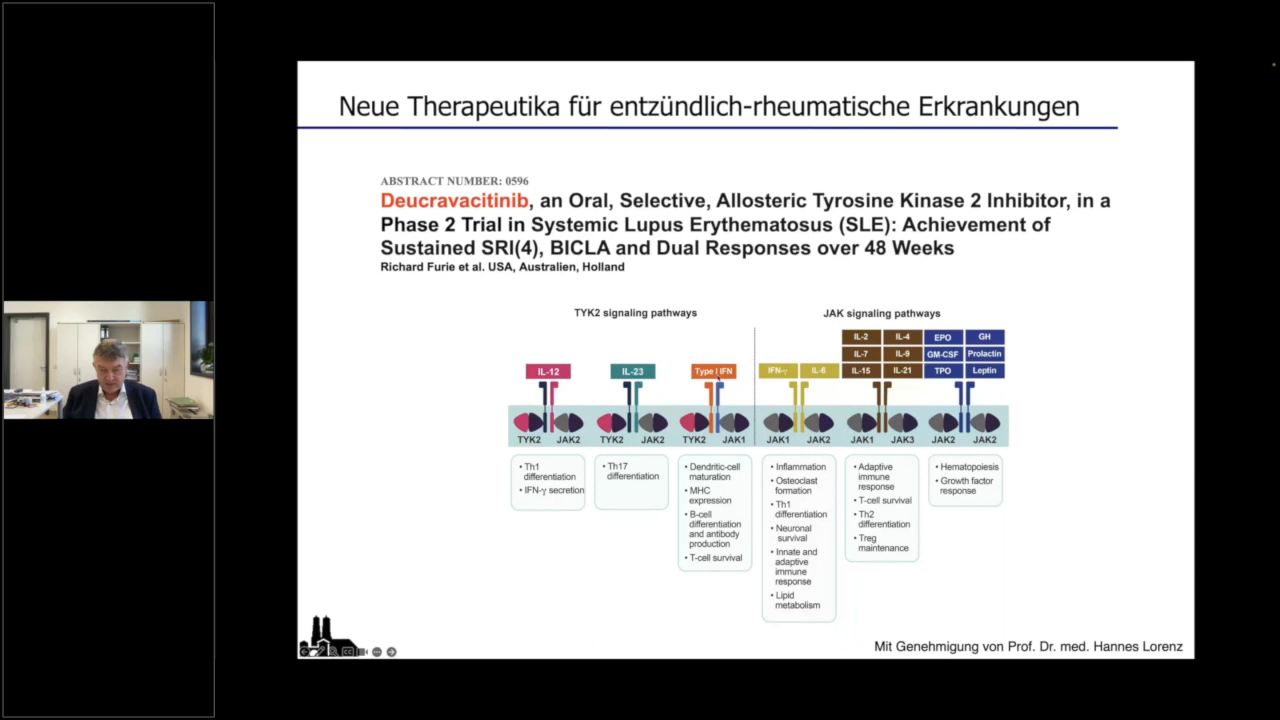 Neue Therapeutika für entzündlich-rheumatische Erkrankungen
ABSTRACT NUMBER: 0596
Deucravacitinib, an Oral, Selective, Allosteric Tyrosine Kinase 2 Inhibitor, in a
Phase 2 Trial in Systemic Lupus Erythematosus (SLE): Achievement of
Sustained SRI(4), BICLA and Dual Responses over 48 Weeks
Richard Furie et al. USA, Australien, Holland
TYK2 signaling pathways
JAK signaling pathways
IL-2 IL-4 EPO GH
IL-7 IL-9 GM-CSF Prolactin
IL-12 IL-23 Type I IFN IFN-γ IL-6 IL-15 IL-21 TPO Leptin
TYK2 JAK2 TYK2 JAK2 TYK2 JAK1 JAK1 JAK2 JAK1 JAK3 JAK2 JAK2
• Th1
differentiation
• IFN-γ secretion
• Th17
differentiation
• Dendritic-cell
maturation
• MHC
expression
• B-cell
differentiation
and antibody
production
• T-cell survival
• Inflammation
• Osteoclast
formation
• Th1
differentiation
• Neuronal
survival
• Innate and
adaptive
immune
response
• Lipid
metabolism
• Adaptive
immune
response
• T-cell survival
• Th2
differentiation
• Treg
maintenance
• Hematopoiesis
• Growth factor
response
Mit Genehmigung von Prof. Dr. med. Hannes Lorenz